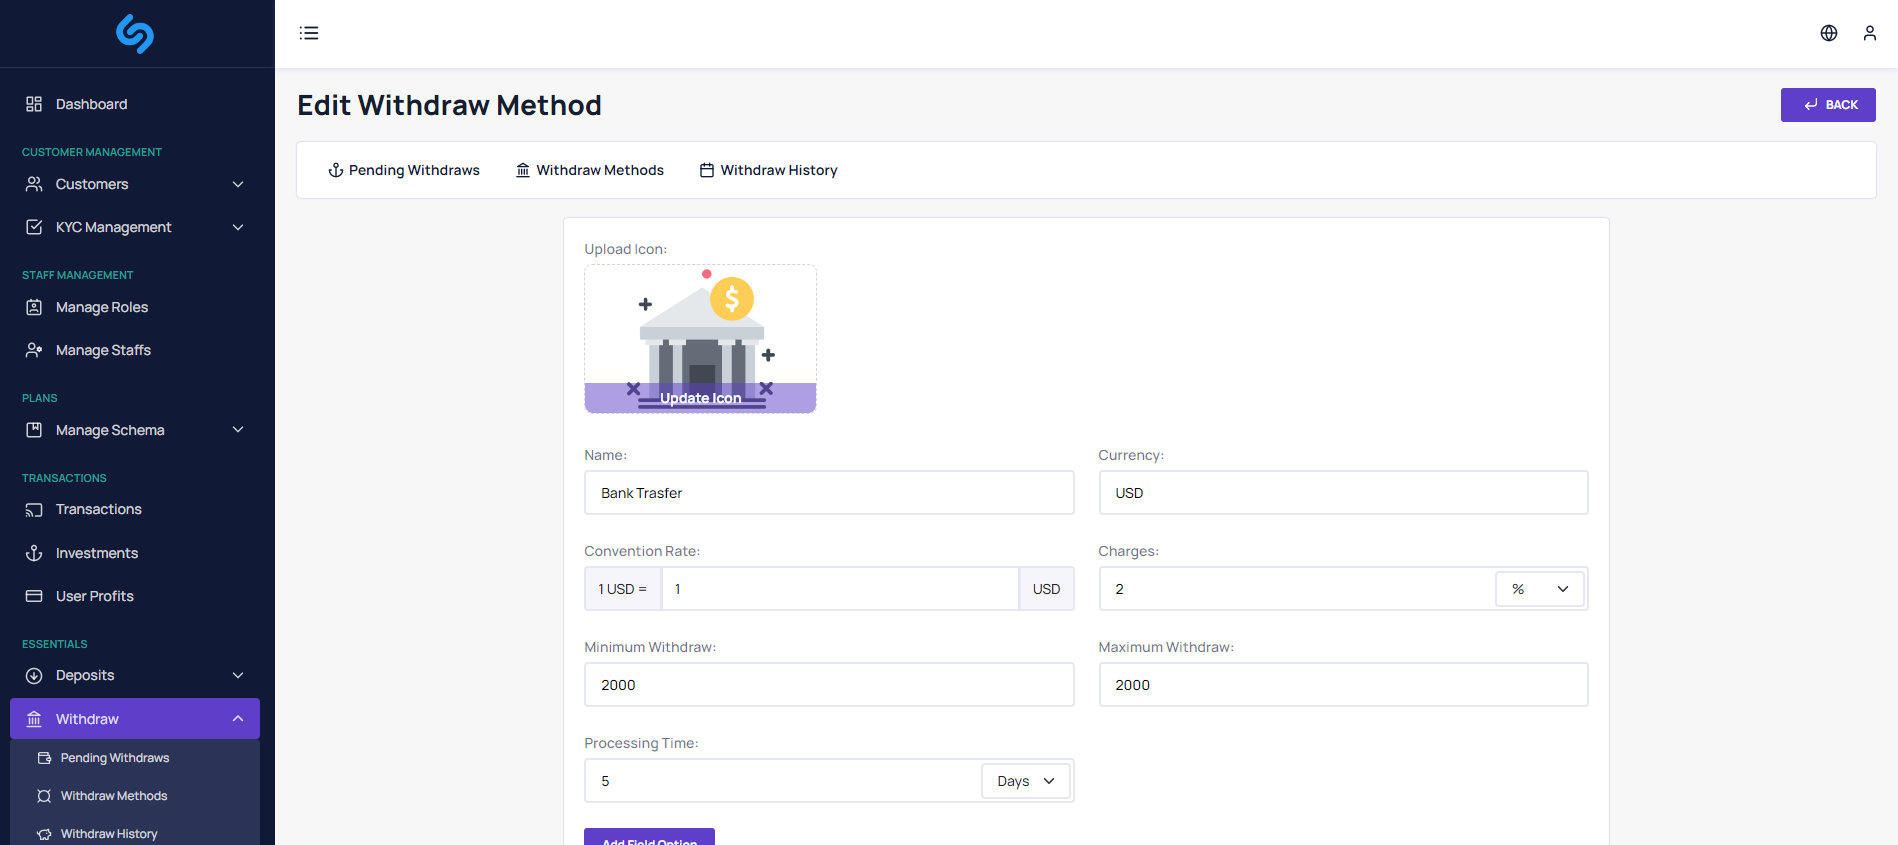 Dashboard
CUSTOMER MANAGEMENT
Customers
KYC Management
STAFF MANAGEMENT
Manage Roles
Manage Staffs
PLANS
Manage Schema
TRANSACTIONS
Transactions
Investments
User Profits
ESSENTIALS
Deposits
Withdraw
Pending Withdraws
Withdraw Methods
Withdraw History
Edit Withdraw Method
BACK
Pending Withdraws Withdraw Methods Withdraw History
Upload Icon:
$
Update Icon
Name: Currency:
Bank Trasfer USD
Convention Rate: Charges:
1 USD = 1 USD 2 %
Minimum Withdraw: Maximum Withdraw:
2000 2000
Processing Time:
5 Days
Add Field Option